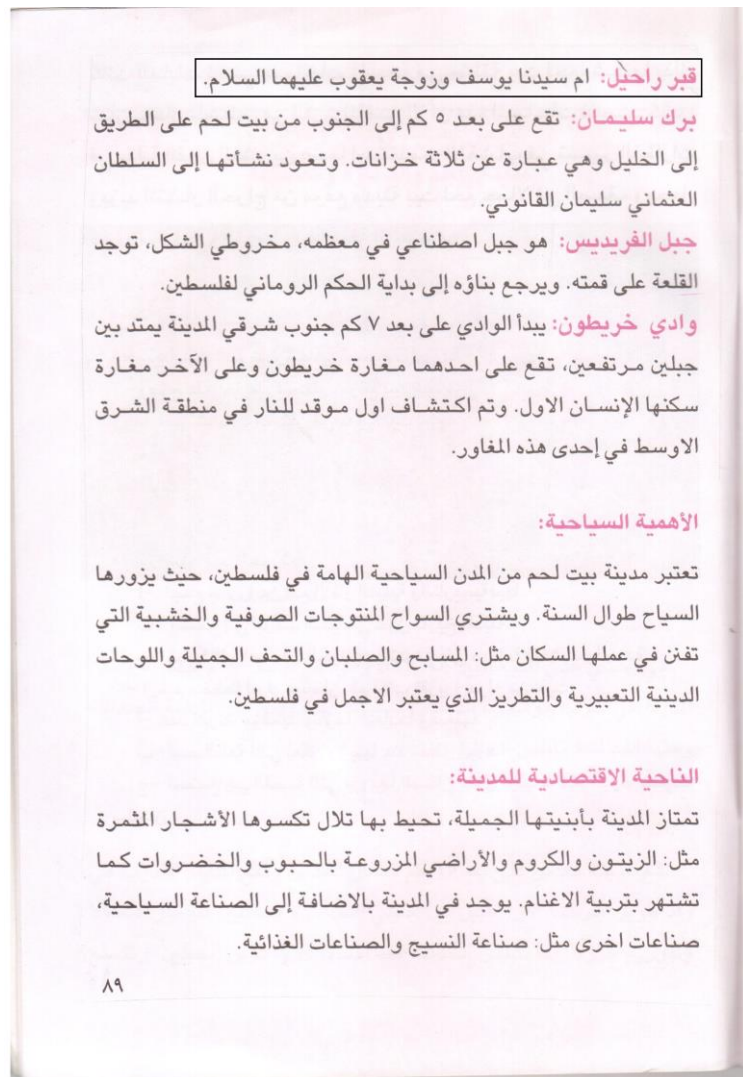 قبر راحيل: ام سيدنا يوسف وزوجة يعقوب عليهما السلام.
برك سليمان: تقع على بعد ٥ كم إلى الجنوب من بيت لحم على الطريق
إلى الخليل وهي عبارة عن ثلاثة خزانات. وتعود نشاتها إلى السلطان
العثماني سليمان القانوني.
جبل الفريديس: هو جبل اصطناعي في معظمه، مخروطي الشكل، توجد
القلعة على قمته. ويرجع بناؤه إلى بداية الحكم الروماني لفلسطين.
وادي خريطون: يبدأ الوادي على بعد ٧ كم جنوب شرقي المدينة يمتد بين
جبلين مرتفعين، تقع على احدهما مغارة خريطون وعلى الآخر مغارة
سكنها الإنسان الاول. وتم اكتشاف اول موقد للنار في منطقة الشرق
الاوسط في إحدى هذه المغاور.
الأهمية السياحية:
تعتبر مدينة بيت لحم من المدن السياحية الهامة في فلسطين، حيث يزورها
السياح طوال السنة. ويشتري السواح المنتوجات الصوفية والخشبية التي
تفنن في عملها السكان مثل: المسابح والصلبان والتحف الجميلة واللوحات
الدينية التعبيرية والتطريز الذي يعتبر الاجمل في فلسطين.
الناحية الاقتصادية للمدينة:
تمتاز المدينة بأبنيتها الجميلة، تحيط بها تلال تكسوها الأشجار المثمرة
مثل: الزيتون والكروم والأراضي المزروعة بالحبوب والخضروات كما
تشتهر بتربية الاغنام. يوجد في المدينة بالاضافة إلى الصناعة السياحية،
صناعات اخرى مثل: صناعة النسيج والصناعات الغذائية.
٨٩